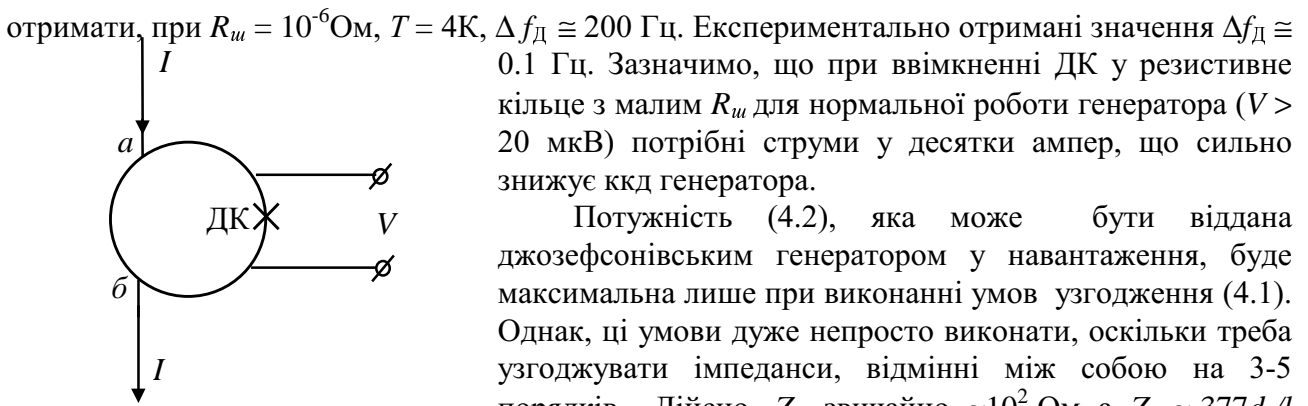 отримати, при Rш = 10⁻⁶Ом, T = 4К, Δ fД ≅ 200 Гц. Експериментально отримані значення ΔfД ≅
0.1 Гц. Зазначимо, що при ввімкненні ДК у резистивне
кільце з малим Rш для нормальної роботи генератора (V >
20 мкВ) потрібні струми у десятки ампер, що сильно
знижує ккд генератора.
Потужність (4.2), яка може бути віддана
джозефсонівським генератором у навантаження, буде
максимальна лише при виконанні умов узгодження (4.1).
Однак, ці умови дуже непросто виконати, оскільки треба
узгоджувати імпеданси, відмінні між собою на 3-5
I
а
ДК
V
б
I